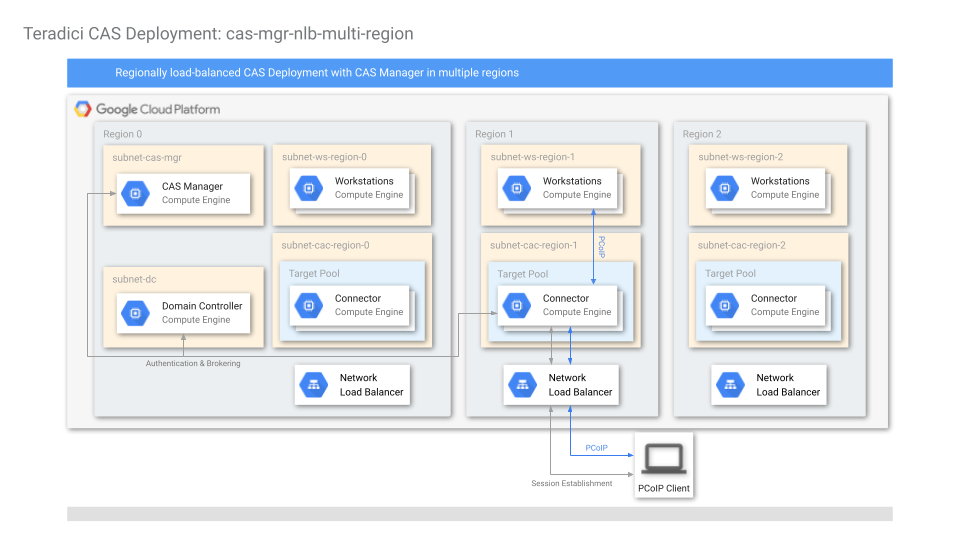 Teradici CAS Deployment: cas-mgr-nlb-multi-region
Regionally load-balanced CAS Deployment with CAS Manager in multiple regions
Google Cloud Platform
Region 0
subnet-cas-mgr
CAS Manager
Compute Engine
subnet-ws-region-0
Workstations
Compute Engine
subnet-dc
Domain Controller
Compute Engine
subnet-cac-region-0
Target Pool
Connector
Compute Engine
Authentication & Brokering
Network
Load Balancer
Region 1
subnet-ws-region-1
Workstations
Compute Engine
PCoIP
subnet-cac-region-1
Target Pool
Connector
Compute Engine
Network
Load Balancer
Region 2
subnet-ws-region-2
Workstations
Compute Engine
subnet-cac-region-2
Target Pool
Connector
Compute Engine
Network
Load Balancer
PCoIP
Session Establishment
PCoIP Client